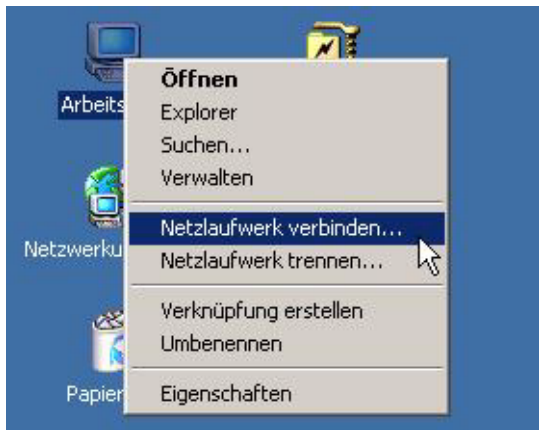 Öffnen
Arbeits
Explorer
Suchen...
Verwalten
Netzlaufwerk verbinden...
Netzwerku
Netzlaufwerk trennen...
Verknüpfung erstellen
Umbenennen
Papier
Eigenschaften